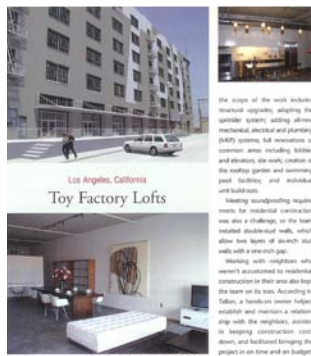 Los Angeles, California
Toy Factory Lofts
the scope of the work includes
structural upgrades; adapting the
sprinkler system; adding all-new
mechanical, electrical and plumbing
(MEP) systems; full renovations of
common areas including lobbies
and elevators; site work; creation of
the rooftop garden and swimming
pool facilities; and individual
unit build-outs.
Meeting soundproofing require-
ments for residential construction
was also a challenge, so the team
installed double-stud walls, which
allow two layers of six-inch stud
walls with a one-inch gap.
Working with neighbors who
weren't accustomed to residential
construction in their area also kept
the team on its toes. According to
Tallon, a hands-on owner helped
establish and maintain a relation-
ship with the neighbors, assisted
in keeping construction costs
down, and facilitated bringing the
project in on time and on budget.